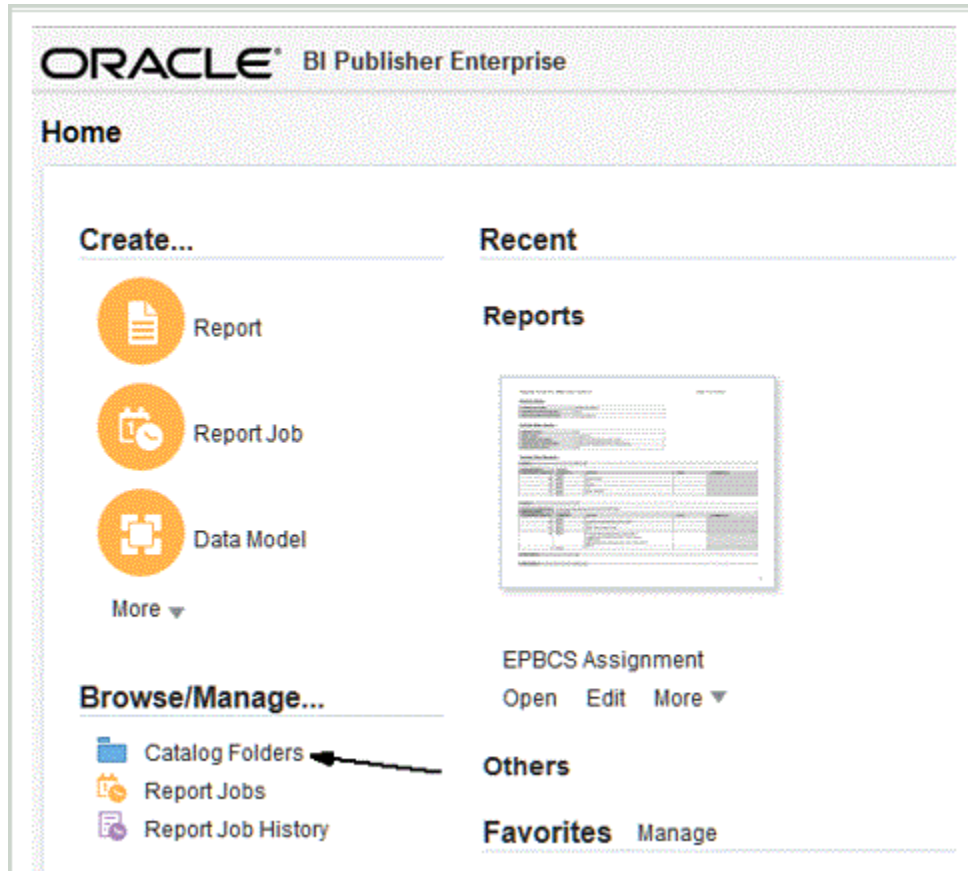 ORACLE® BI Publisher Enterprise
Home
Create...
Report
Report Job
Data Model
More
Browse/Manage...
Catalog Folders
Report Jobs
Report Job History
Recent
Reports
EPBCS Assignment
Open Edit More
Others
Favorites Manage